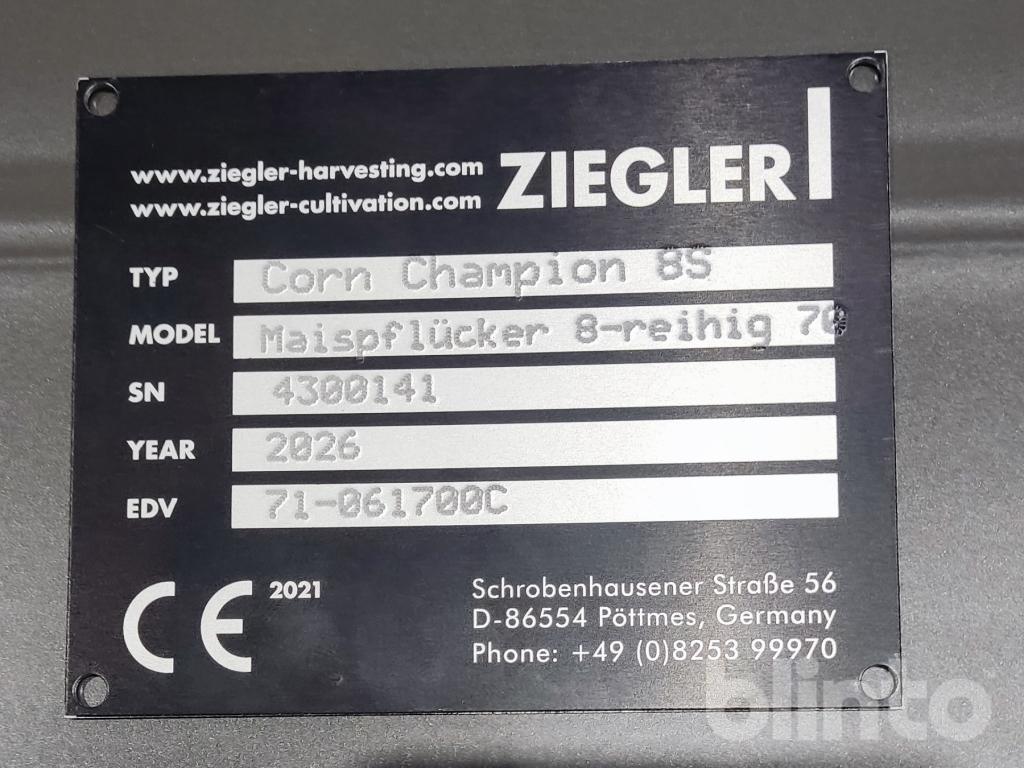 www.ziegler-harvesting.com
www.ziegler-cultivation.com
ZIEGLER
TYP Corn Champion 8S
MODEL Maispflücker 8-reihig
SN 4300141
YEAR 2026
EDV 71-061700C
CE 2021
Schrobenhausener Straße 56
D-86554 Pöttmes, Germany
Phone: +49 (0)8253 99970
blinto